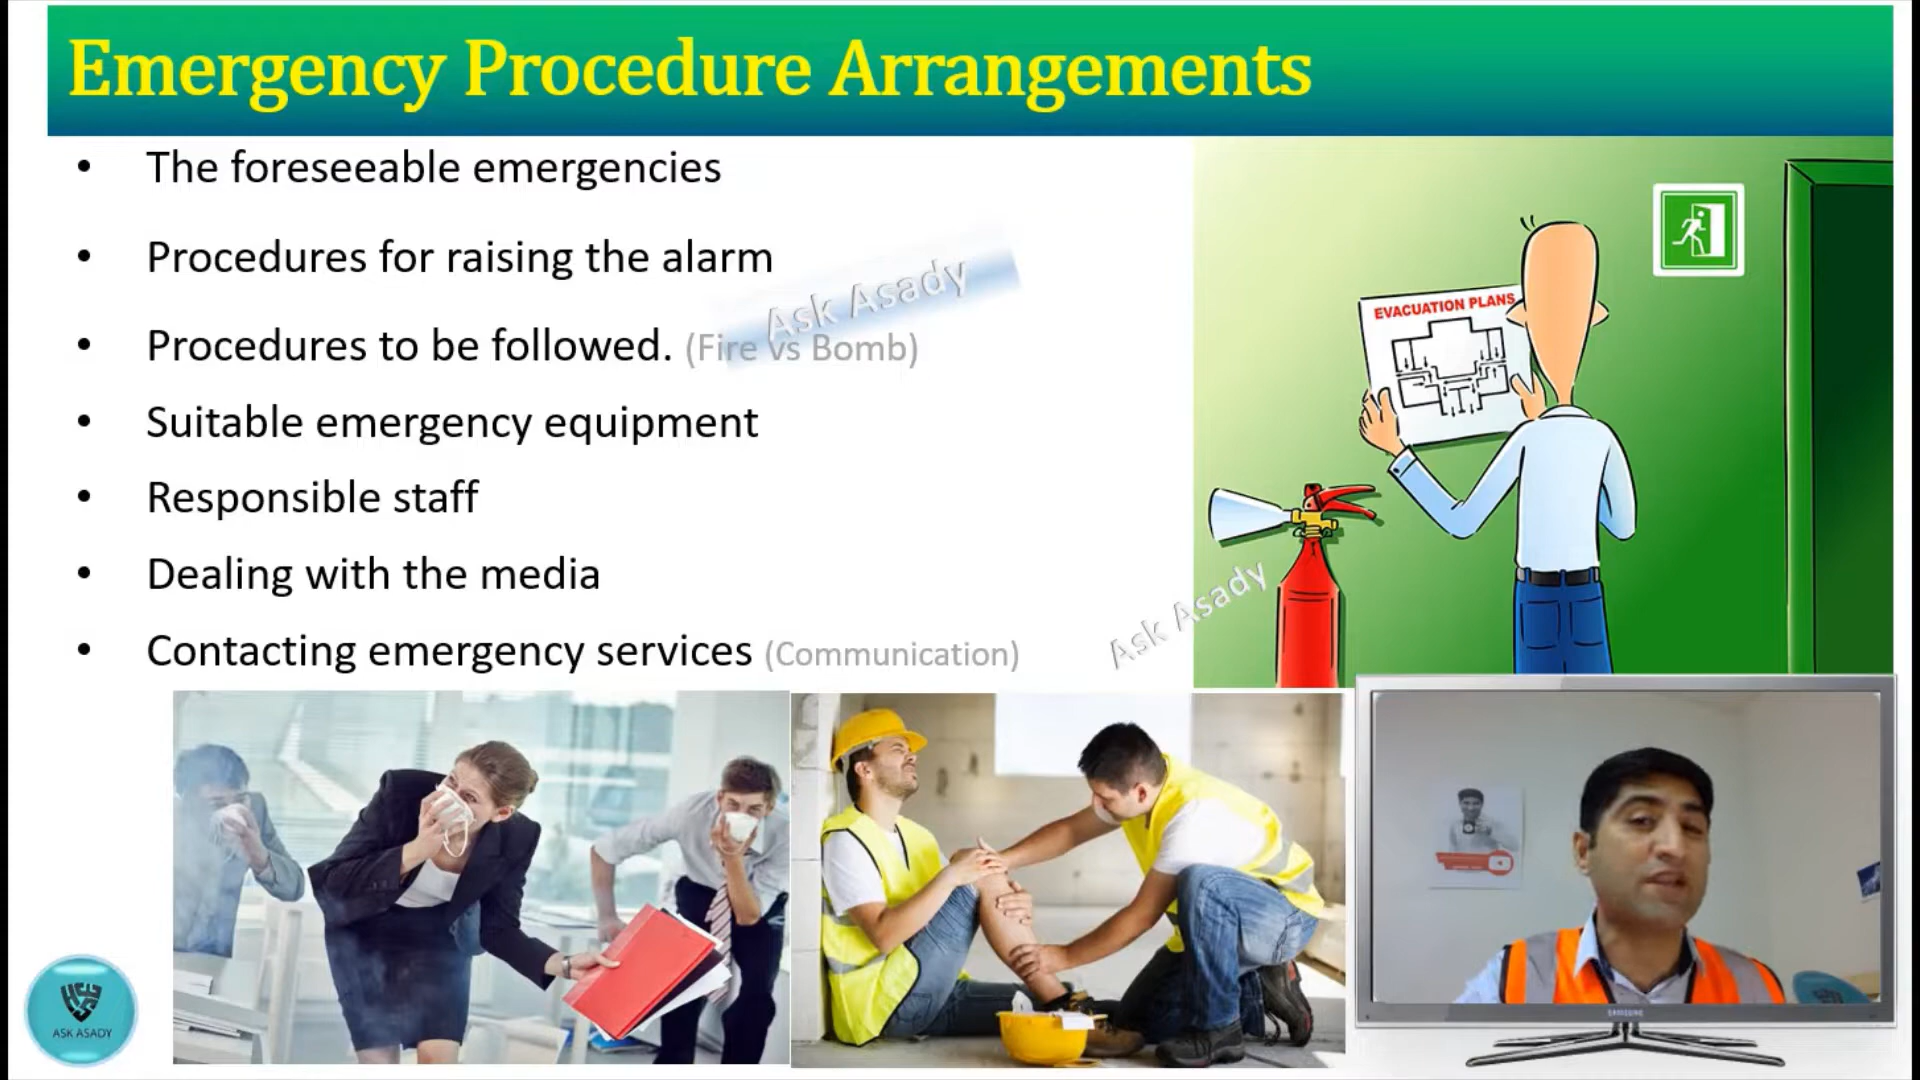 Emergency Procedure Arrangements
• The foreseeable emergencies
• Procedures for raising the alarm
• Procedures to be followed. (Fire vs Bomb)
• Suitable emergency equipment
• Responsible staff
• Dealing with the media
• Contacting emergency services (Communication)
Ask Asady
Ask Asady
EVACUATION PLANS
ASK ASADY
SAMSUNG